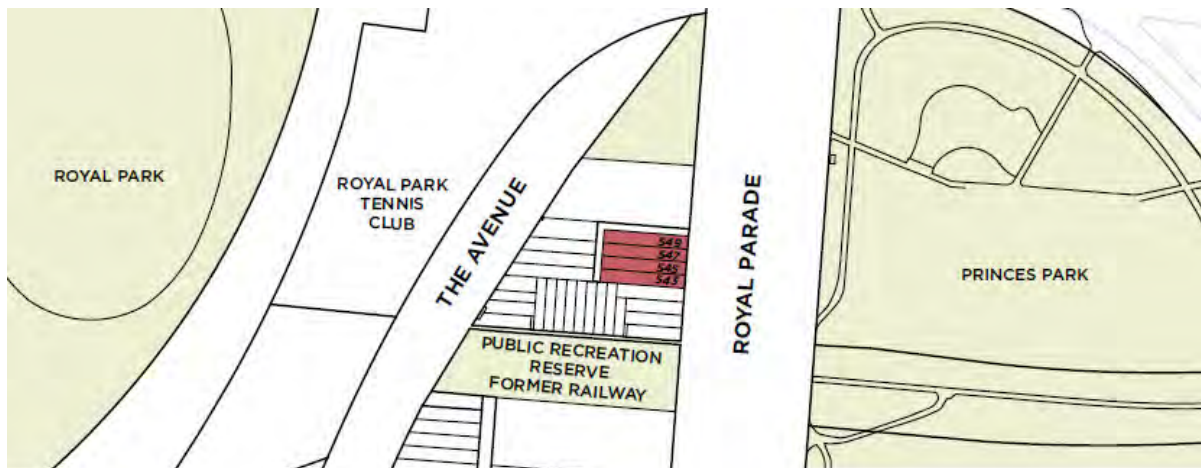 ROYAL PARK
ROYAL PARK
TENNIS
CLUB
THE AVENUE
549
547
545
543
ROYAL PARADE
PRINCES PARK
PUBLIC RECREATION
RESERVE
FORMER RAILWAY